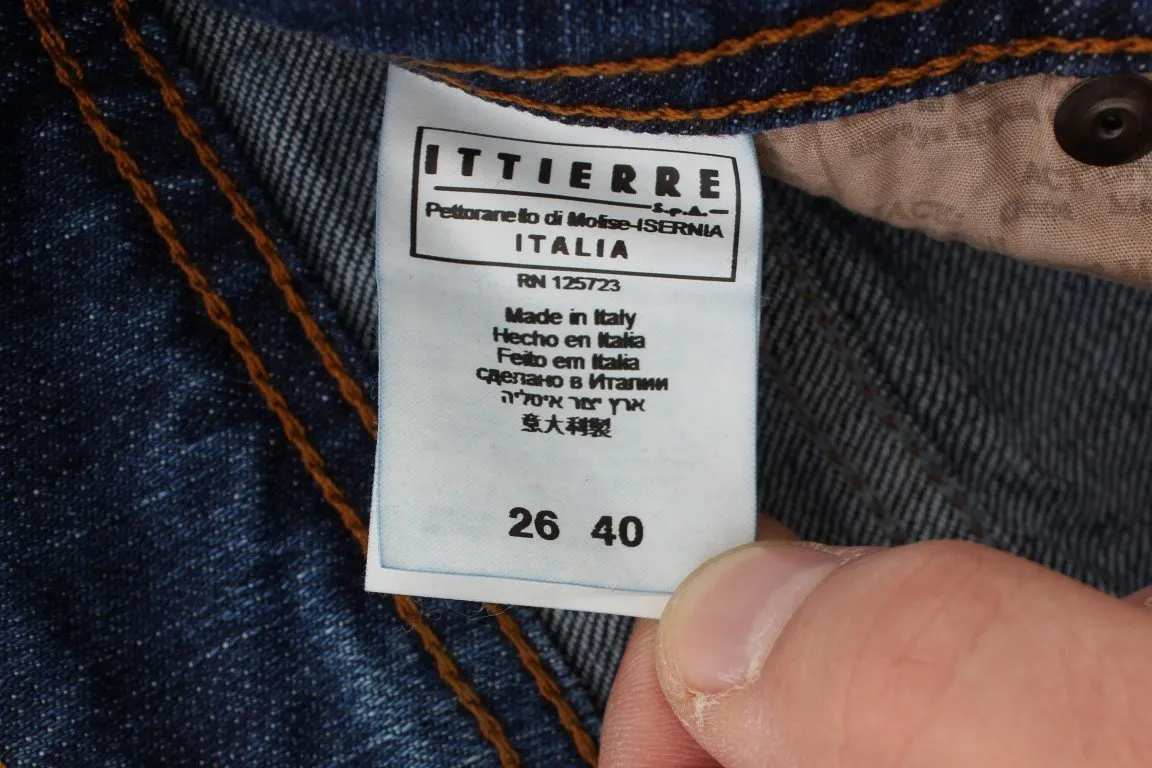 ITTIERRE
S.p.A.
Pettoranello di Molise-ISERNIA
ITALIA
RN 125723
Made in Italy
Hecho en Italia
Feito em Italia
сделано в Италии
ארץ יצור איטליה
意大利製
26 40